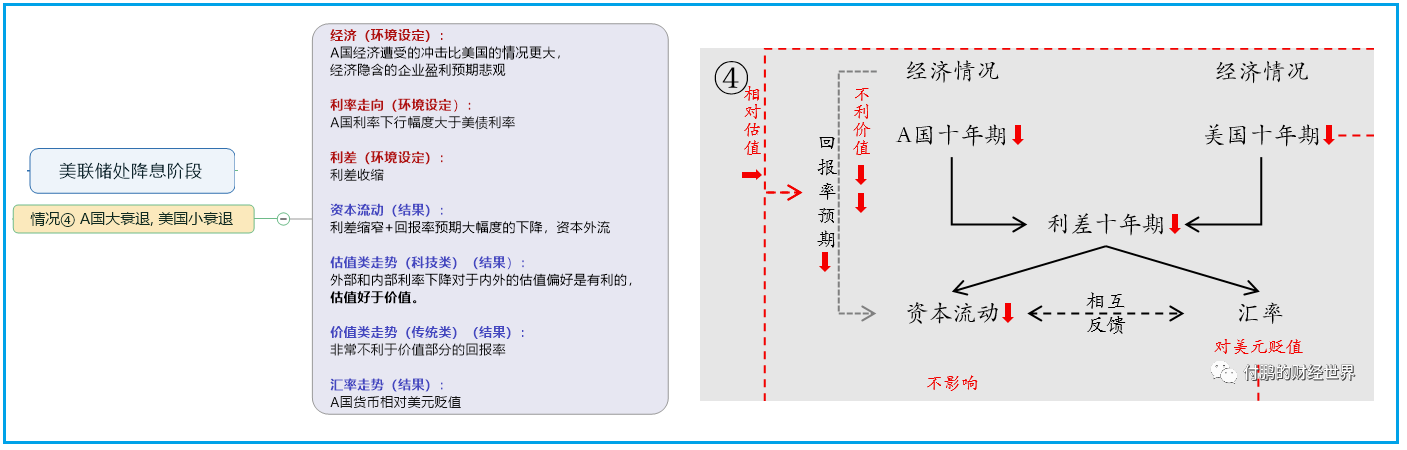 美联储处降息阶段
情况④ A国大衰退, 美国小衰退
经济（环境设定）：
A国经济遭受的冲击比美国的情况更大，
经济隐含的企业盈利预期悲观
利率走向（环境设定）：
A国利率下行幅度大于美债利率
利差（环境设定）：
利差收缩
资本流动（结果）：
利差缩窄+回报率预期大幅度的下降，资本外流
估值类走势（科技类）（结果）：
外部和内部利率下降对于内外的估值偏好是有利的，
估值好于价值。
价值类走势（传统类）（结果）：
非常不利于价值部分的回报率
汇率走势（结果）：
A国货币相对美元贬值
④
相对估值
回报率预期
不利价值
经济情况
经济情况
A国十年期
美国十年期
利差十年期
资本流动
相互
反馈
汇率
对美元贬值
不影响
付鹏的财经世界